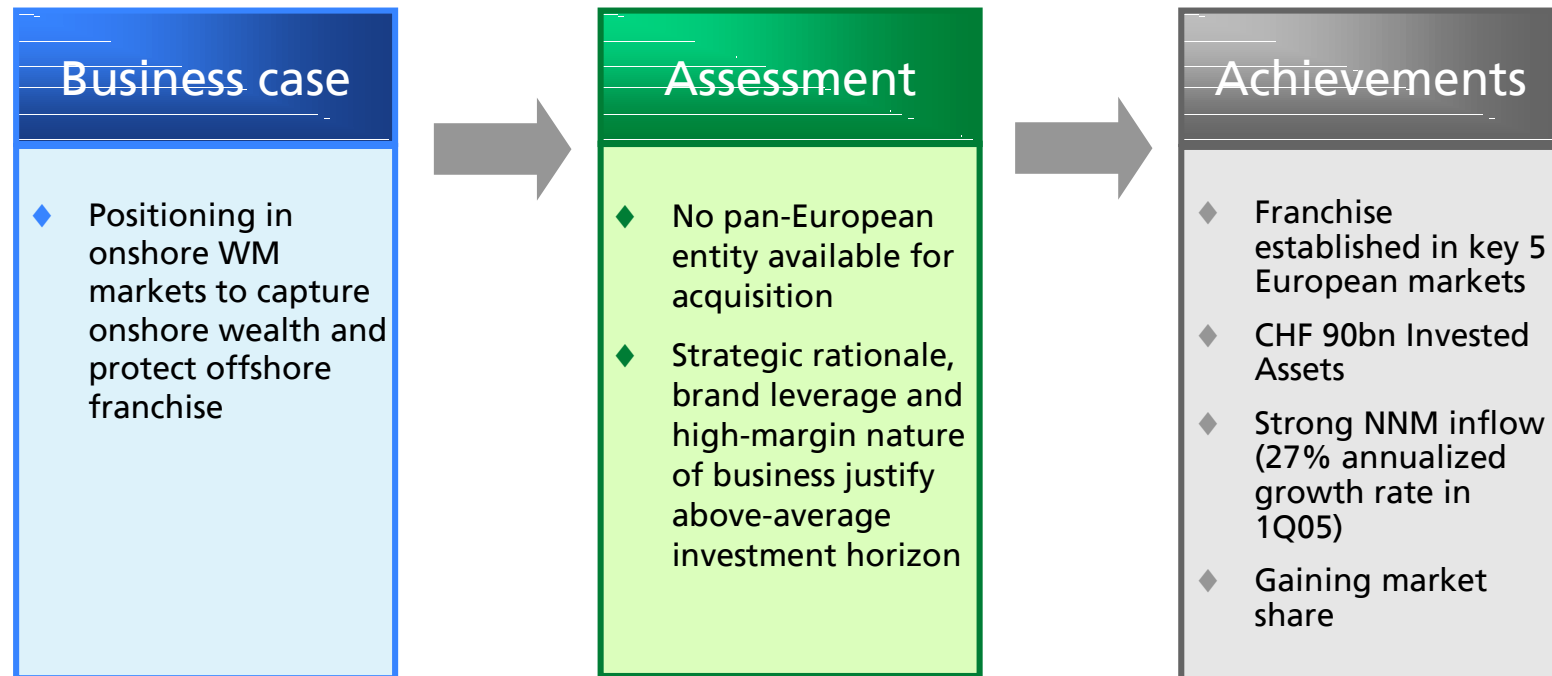 Business case
Positioning in
onshore WM
markets to capture
onshore wealth and
protect offshore
franchise
Assessment
No pan-European
entity available for
acquisition
Strategic rationale,
brand leverage and
high-margin nature
of business justify
above-average
investment horizon
Achievements
Franchise
established in key 5
European markets
CHF 90bn Invested
Assets
Strong NNM inflow
(27% annualized
growth rate in
1Q05)
Gaining market
share